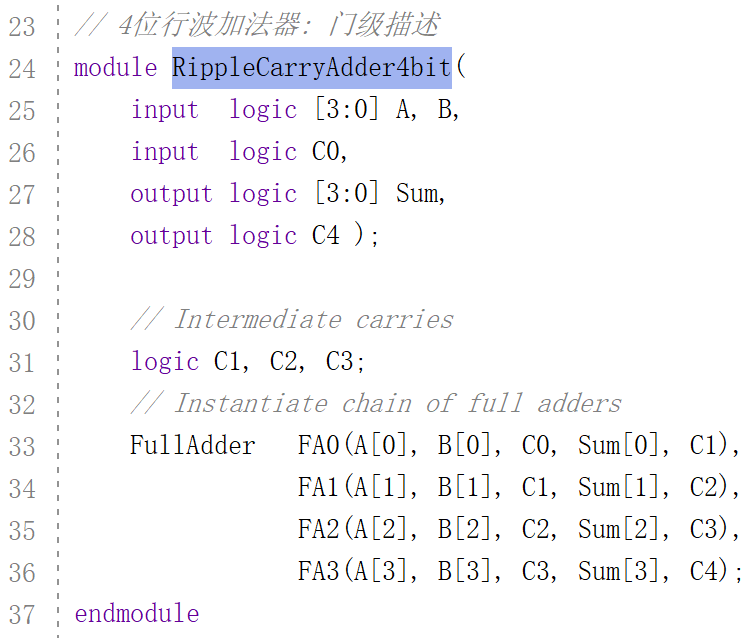 23 // 4位行波加法器: 门级描述
24 module RippleCarryAdder4bit(
25     input  logic [3:0] A, B,
26     input  logic C0,
27     output logic [3:0] Sum,
28     output logic C4 );
29
30     // Intermediate carries
31     logic C1, C2, C3;
32     // Instantiate chain of full adders
33     FullAdder   FA0(A[0], B[0], C0, Sum[0], C1),
34                 FA1(A[1], B[1], C1, Sum[1], C2),
35                 FA2(A[2], B[2], C2, Sum[2], C3),
36                 FA3(A[3], B[3], C3, Sum[3], C4);
37 endmodule